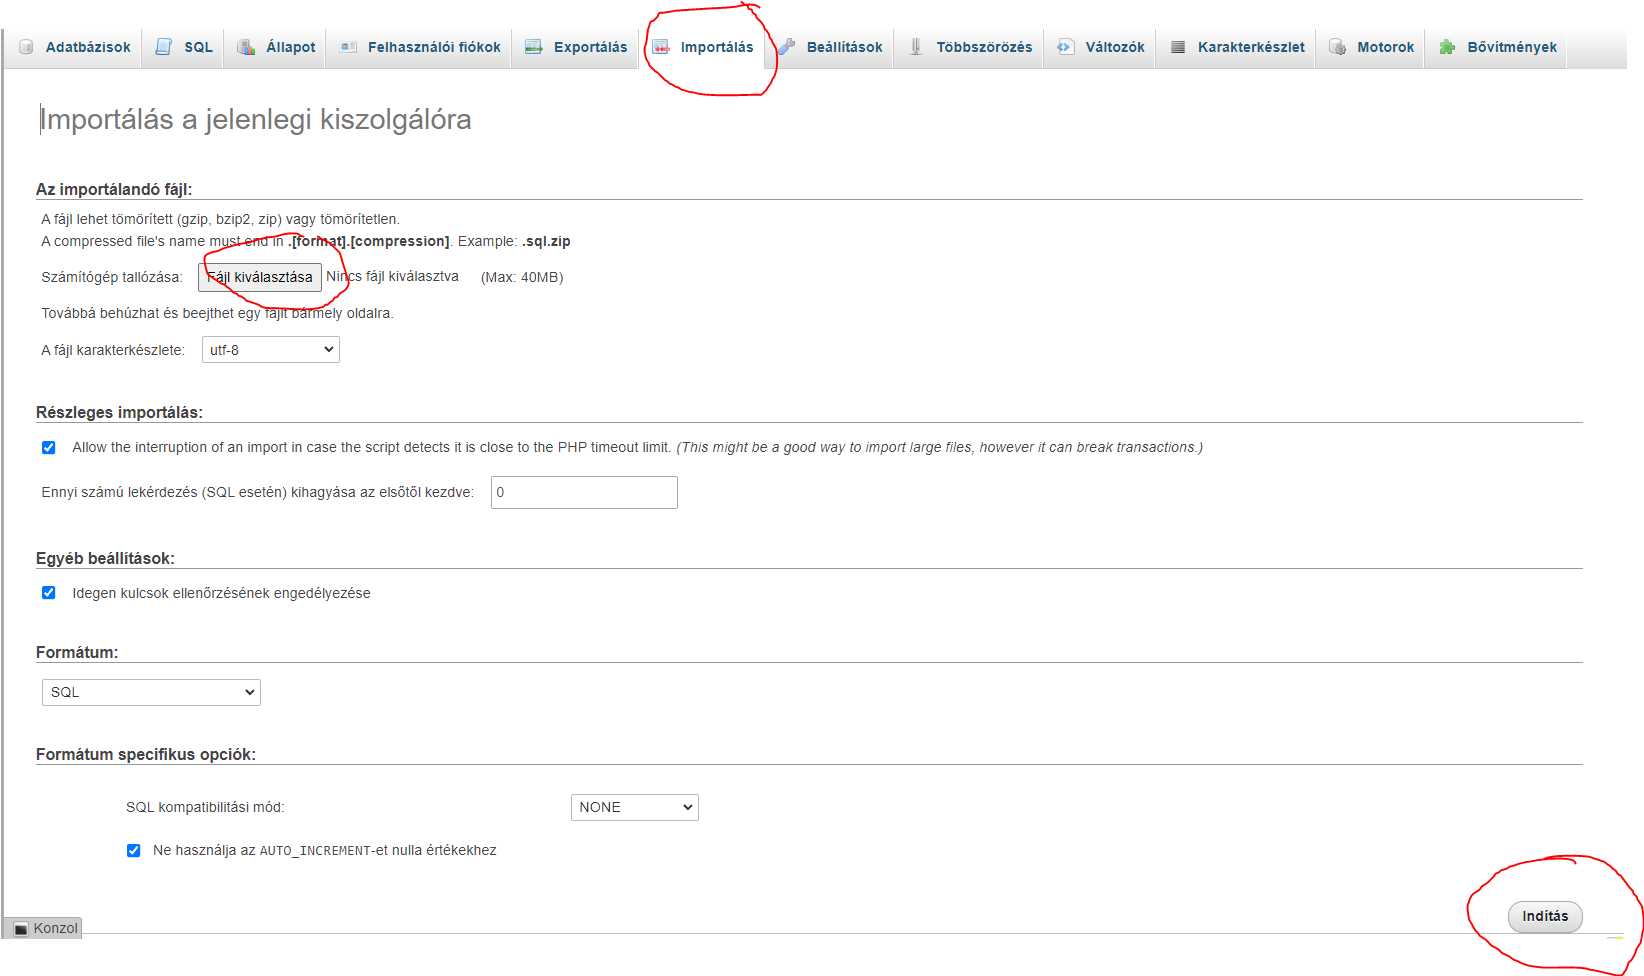 Adatbázisok SQL Állapot Felhasználói fiókok Exportálás Importálás Beállítások Többszörözés Változók Karakterkészlet Motorok Bővítmények
Importálás a jelenlegi kiszolgálóra
Az importálandó fájl:
A fájl lehet tömörített (gzip, bzip2, zip) vagy tömörítetlen.
A compressed file's name must end in .[format].[compression]. Example: .sql.zip
Számítógép tallózása: Fájl kiválasztása Nincs fájl kiválasztva (Max: 40MB)
Továbbá behúzhat és beejthet egy fájlt bármely oldalra.
A fájl karakterkészlete: utf-8
Részleges importálás:
Allow the interruption of an import in case the script detects it is close to the PHP timeout limit. (This might be a good way to import large files, however it can break transactions.)
Ennyi számú lekérdezés (SQL esetén) kihagyása az elsőtől kezdve: 0
Egyéb beállítások:
Idegen kulcsok ellenőrzésének engedélyezése
Formátum:
SQL
Formátum specifikus opciók:
SQL kompatibilitási mód: NONE
Ne használja az AUTO_INCREMENT-et nulla értékekhez
Indítás
Konzol